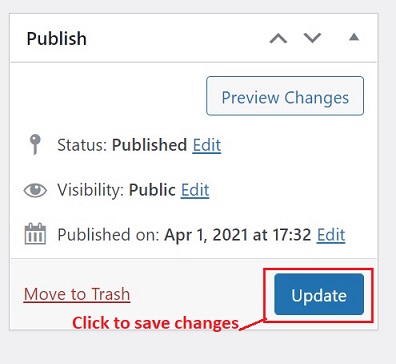 Publish
Preview Changes
Status: Published Edit
Visibility: Public Edit
Published on: Apr 1, 2021 at 17:32 Edit
Move to Trash
Update
Click to save changes